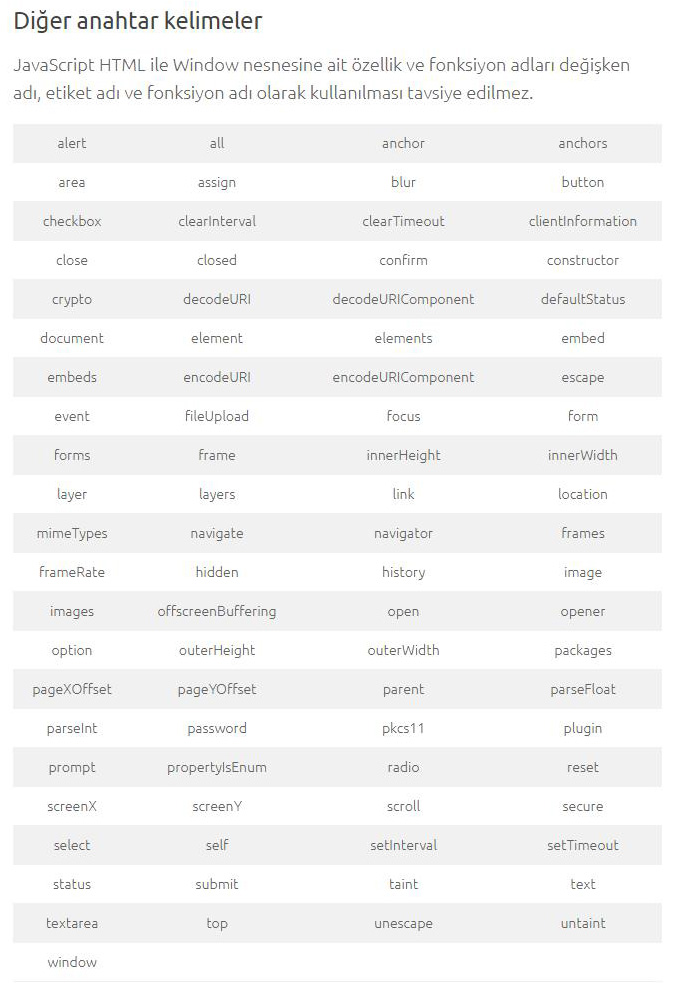 Diğer anahtar kelimeler
JavaScript HTML ile Window nesnesine ait özellik ve fonksiyon adları değişken
adı, etiket adı ve fonksiyon adı olarak kullanılması tavsiye edilmez.
alert all anchor anchors
area assign blur button
checkbox clearInterval clearTimeout clientInformation
close closed confirm constructor
crypto decodeURI decodeURIComponent defaultStatus
document element elements embed
embeds encodeURI encodeURIComponent escape
event fileUpload focus form
forms frame innerHeight innerWidth
layer layers link location
mimeTypes navigate navigator frames
frameRate hidden history image
images offscreenBuffering open opener
option outerHeight outerWidth packages
pageXOffset pageYOffset parent parseFloat
parseInt password pkcs11 plugin
prompt propertyIsEnum radio reset
screenX screenY scroll secure
select self setInterval setTimeout
status submit taint text
textarea top unescape untaint
window